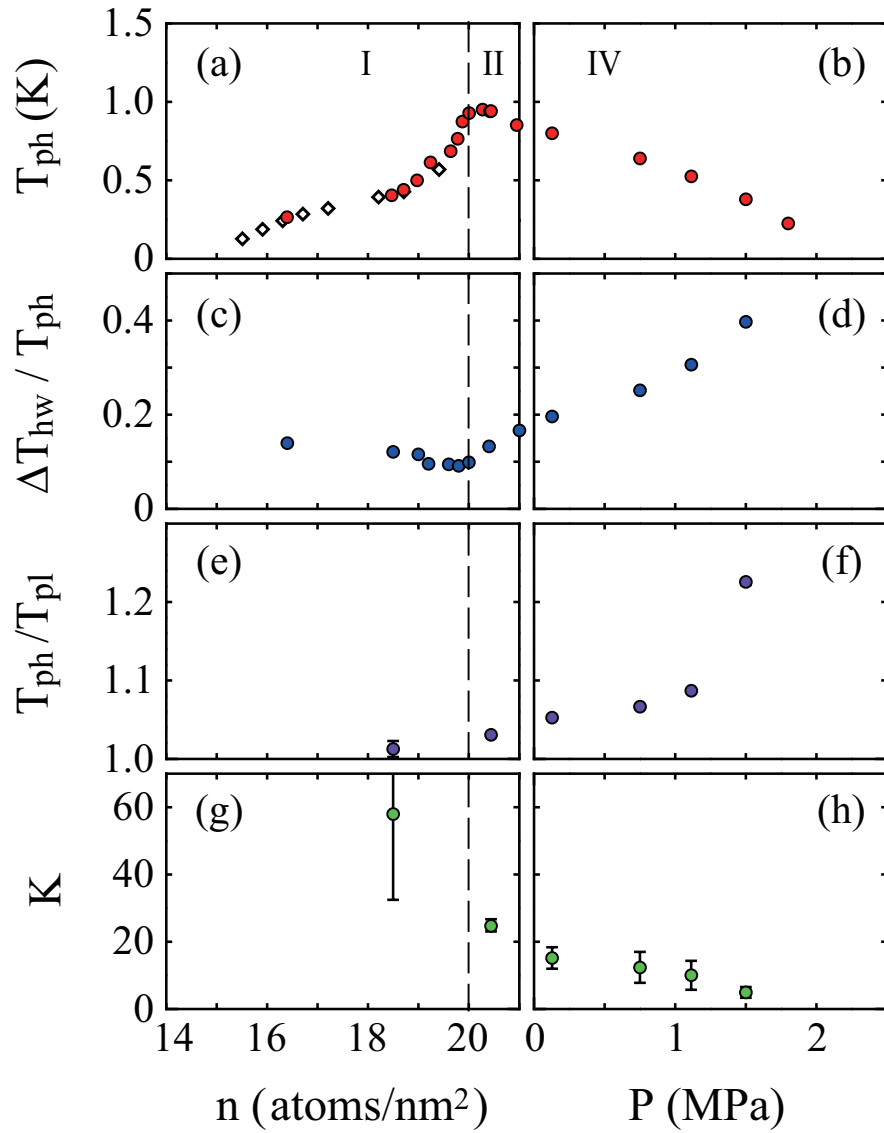 1.5
(a)
I
II
IV
(b)
T_ph (K)
1.0
0.5
0
(c)
(d)
ΔT_hw / T_ph
0.4
0.2
0
(e)
(f)
T_ph/T_pl
1.2
1.1
1.0
(g)
(h)
K
60
40
20
0
14 16 18 20 0 1 2
n (atoms/nm²) P (MPa)